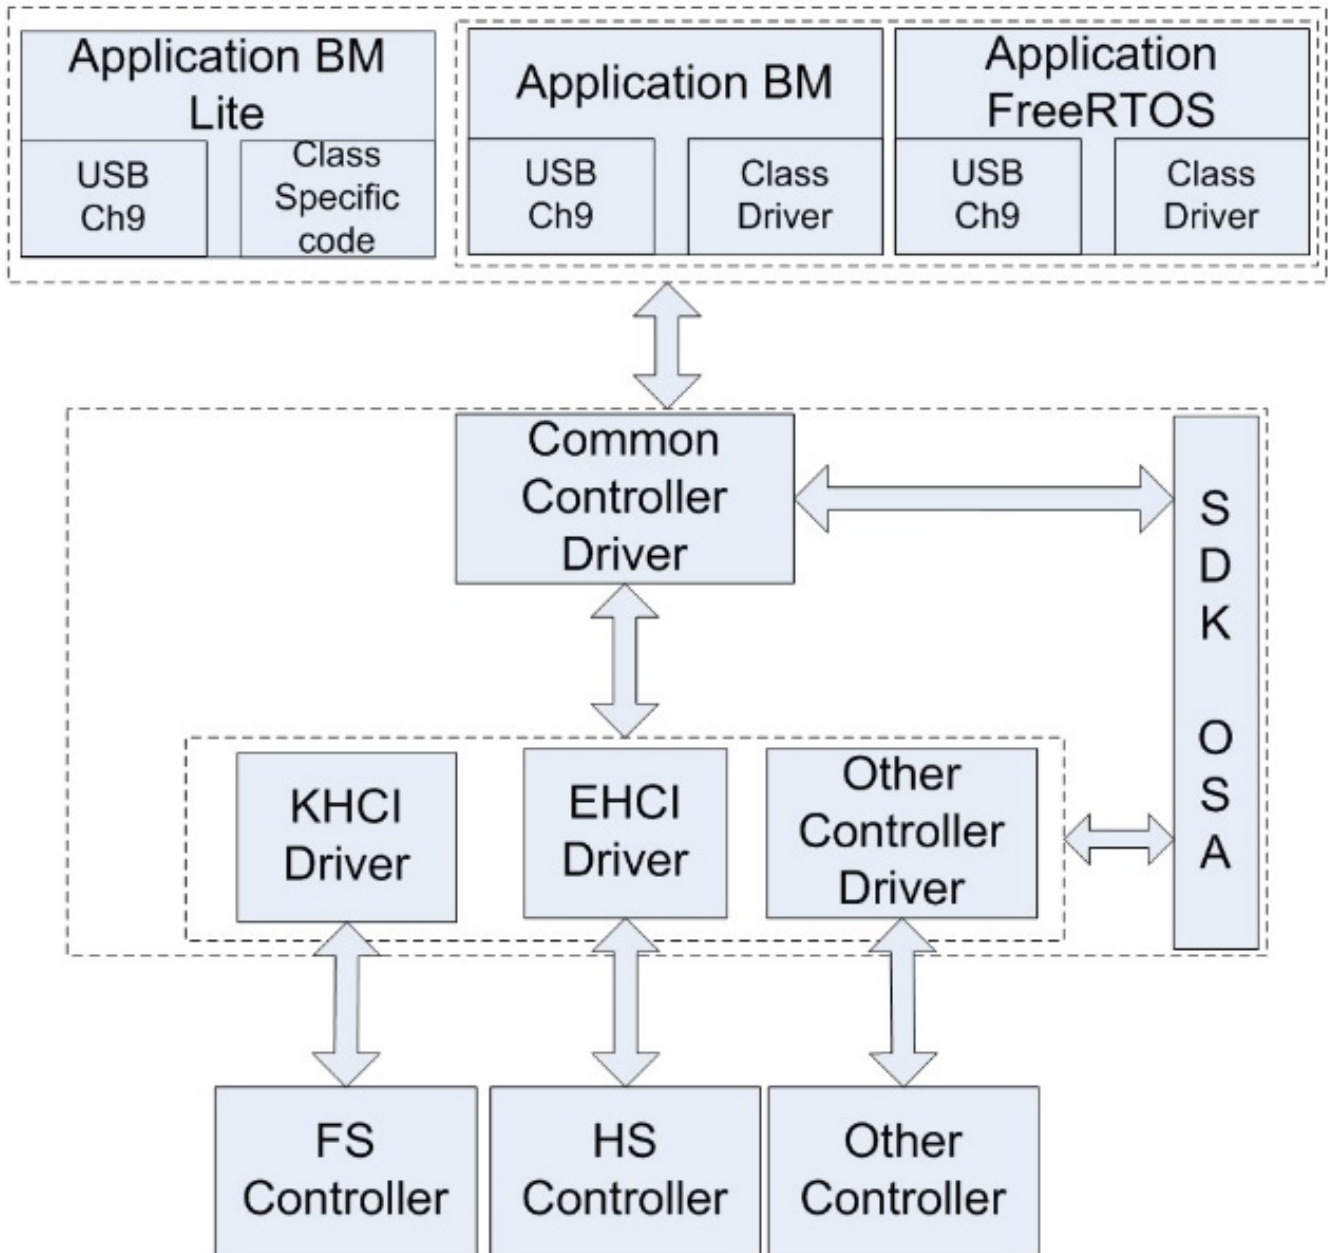 Application BM
Lite
USB
Ch9
Class
Specific
code
Application BM
USB
Ch9
Class
Driver
Application
FreeRTOS
USB
Ch9
Class
Driver
Common
Controller
Driver
S
D
K
O
S
A
KHCI
Driver
EHCI
Driver
Other
Controller
Driver
FS
Controller
HS
Controller
Other
Controller